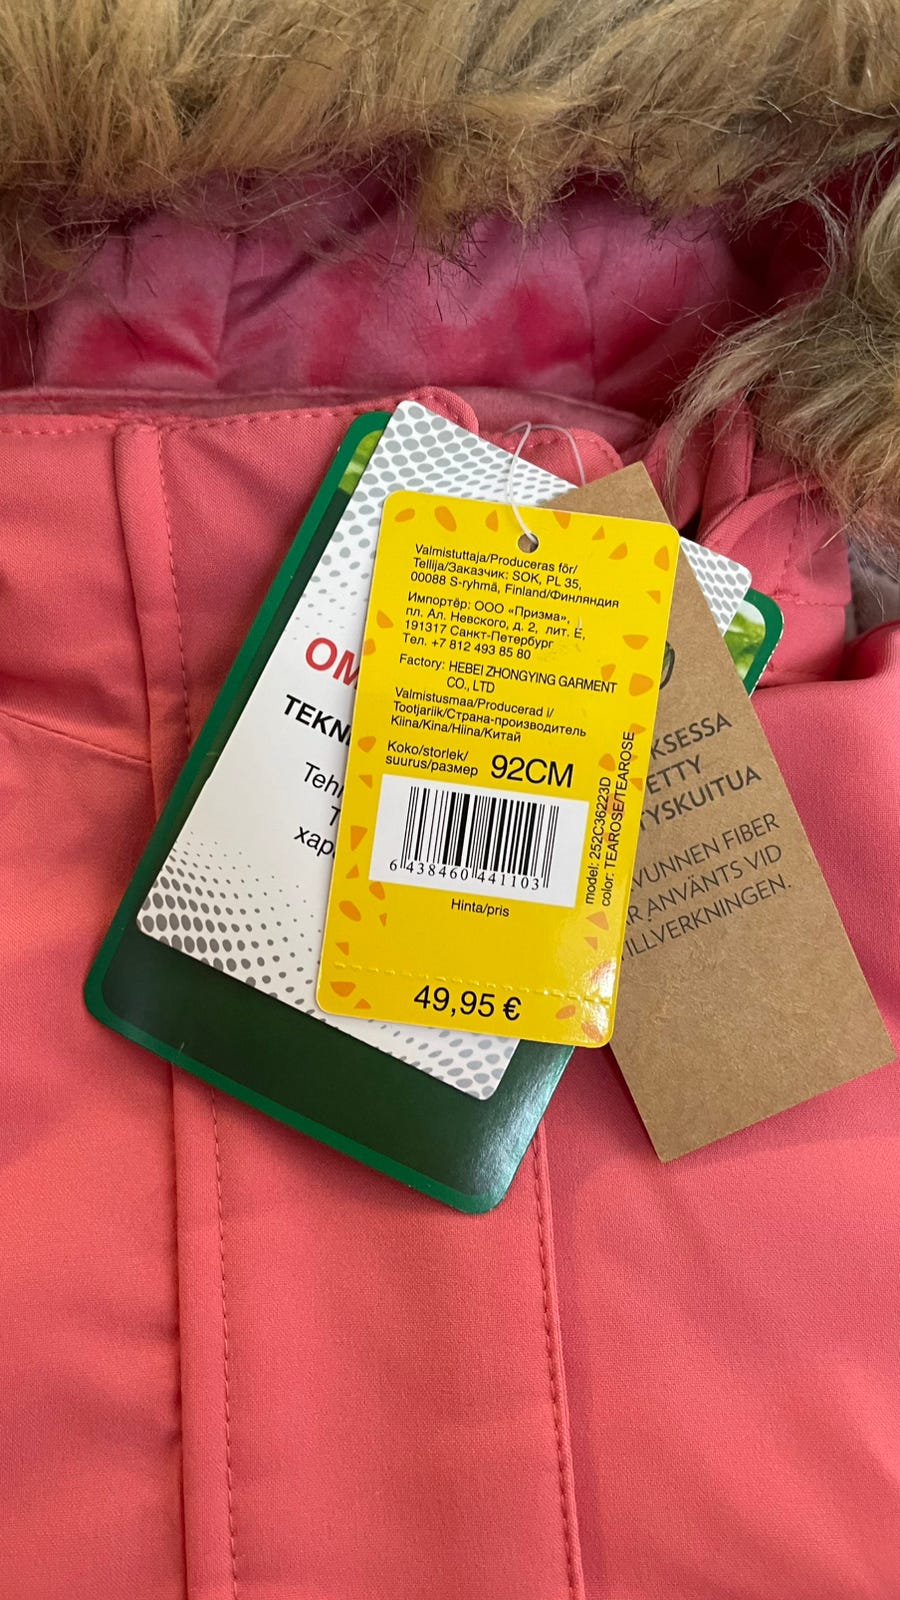 Valmistuttaja/Produceras för/
Tellija/Заказчик: SOK, PL 35,
00088 S-ryhmä, Finland/Финляндия
Импортёр: ООО «Призма»,
пл. Ал. Невского, д. 2, лит. Е,
191317 Санкт-Петербург
Тел. +7 812 493 85 80
Factory: HEBEI ZHONGYING GARMENT
CO., LTD
Valmistusmaa/Producerad i/
Tootjariik/Страна-производитель
Kiina/Kina/Hiina/Китай
Koko/storlek/
suurus/размер 92CM
6 438460 441103
model: 252C36223D
color: TEAROSE/TEAROSE
Hinta/pris
49,95 €
OM
TEKN
Teh
T
хар
KSESSA
ETTY
TYSKUITUA
VUNNEN FIBER
R ANVÄNTS VID
ILLVERKNINGEN.